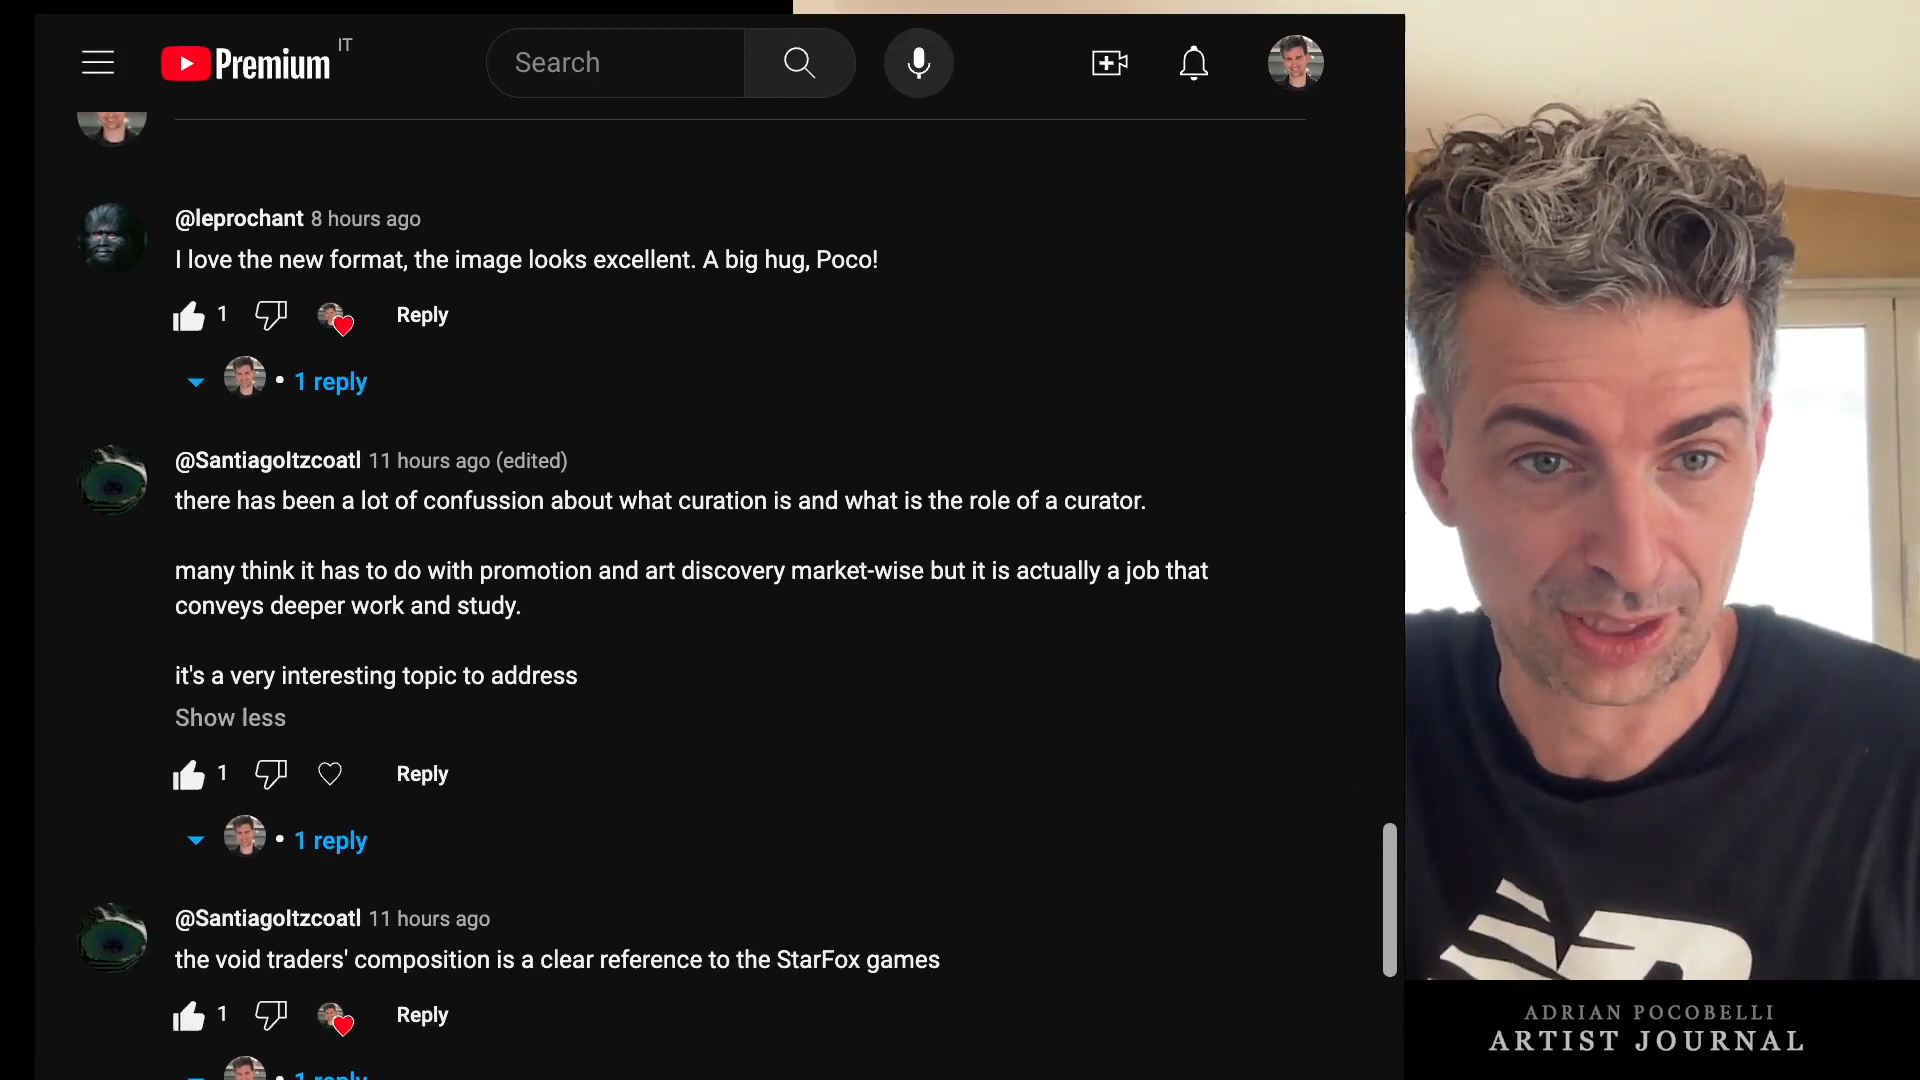 Premium IT
Search
@leprochant 8 hours ago
I love the new format, the image looks excellent. A big hug, Poco!
1 Reply
• 1 reply
@SantiagoItzcoatl 11 hours ago (edited)
there has been a lot of confussion about what curation is and what is the role of a curator.
many think it has to do with promotion and art discovery market-wise but it is actually a job that
conveys deeper work and study.
it's a very interesting topic to address
Show less
1 Reply
• 1 reply
@SantiagoItzcoatl 11 hours ago
the void traders' composition is a clear reference to the StarFox games
1 Reply
• 1 reply
ADRIAN POCOBELLI
ARTIST JOURNAL